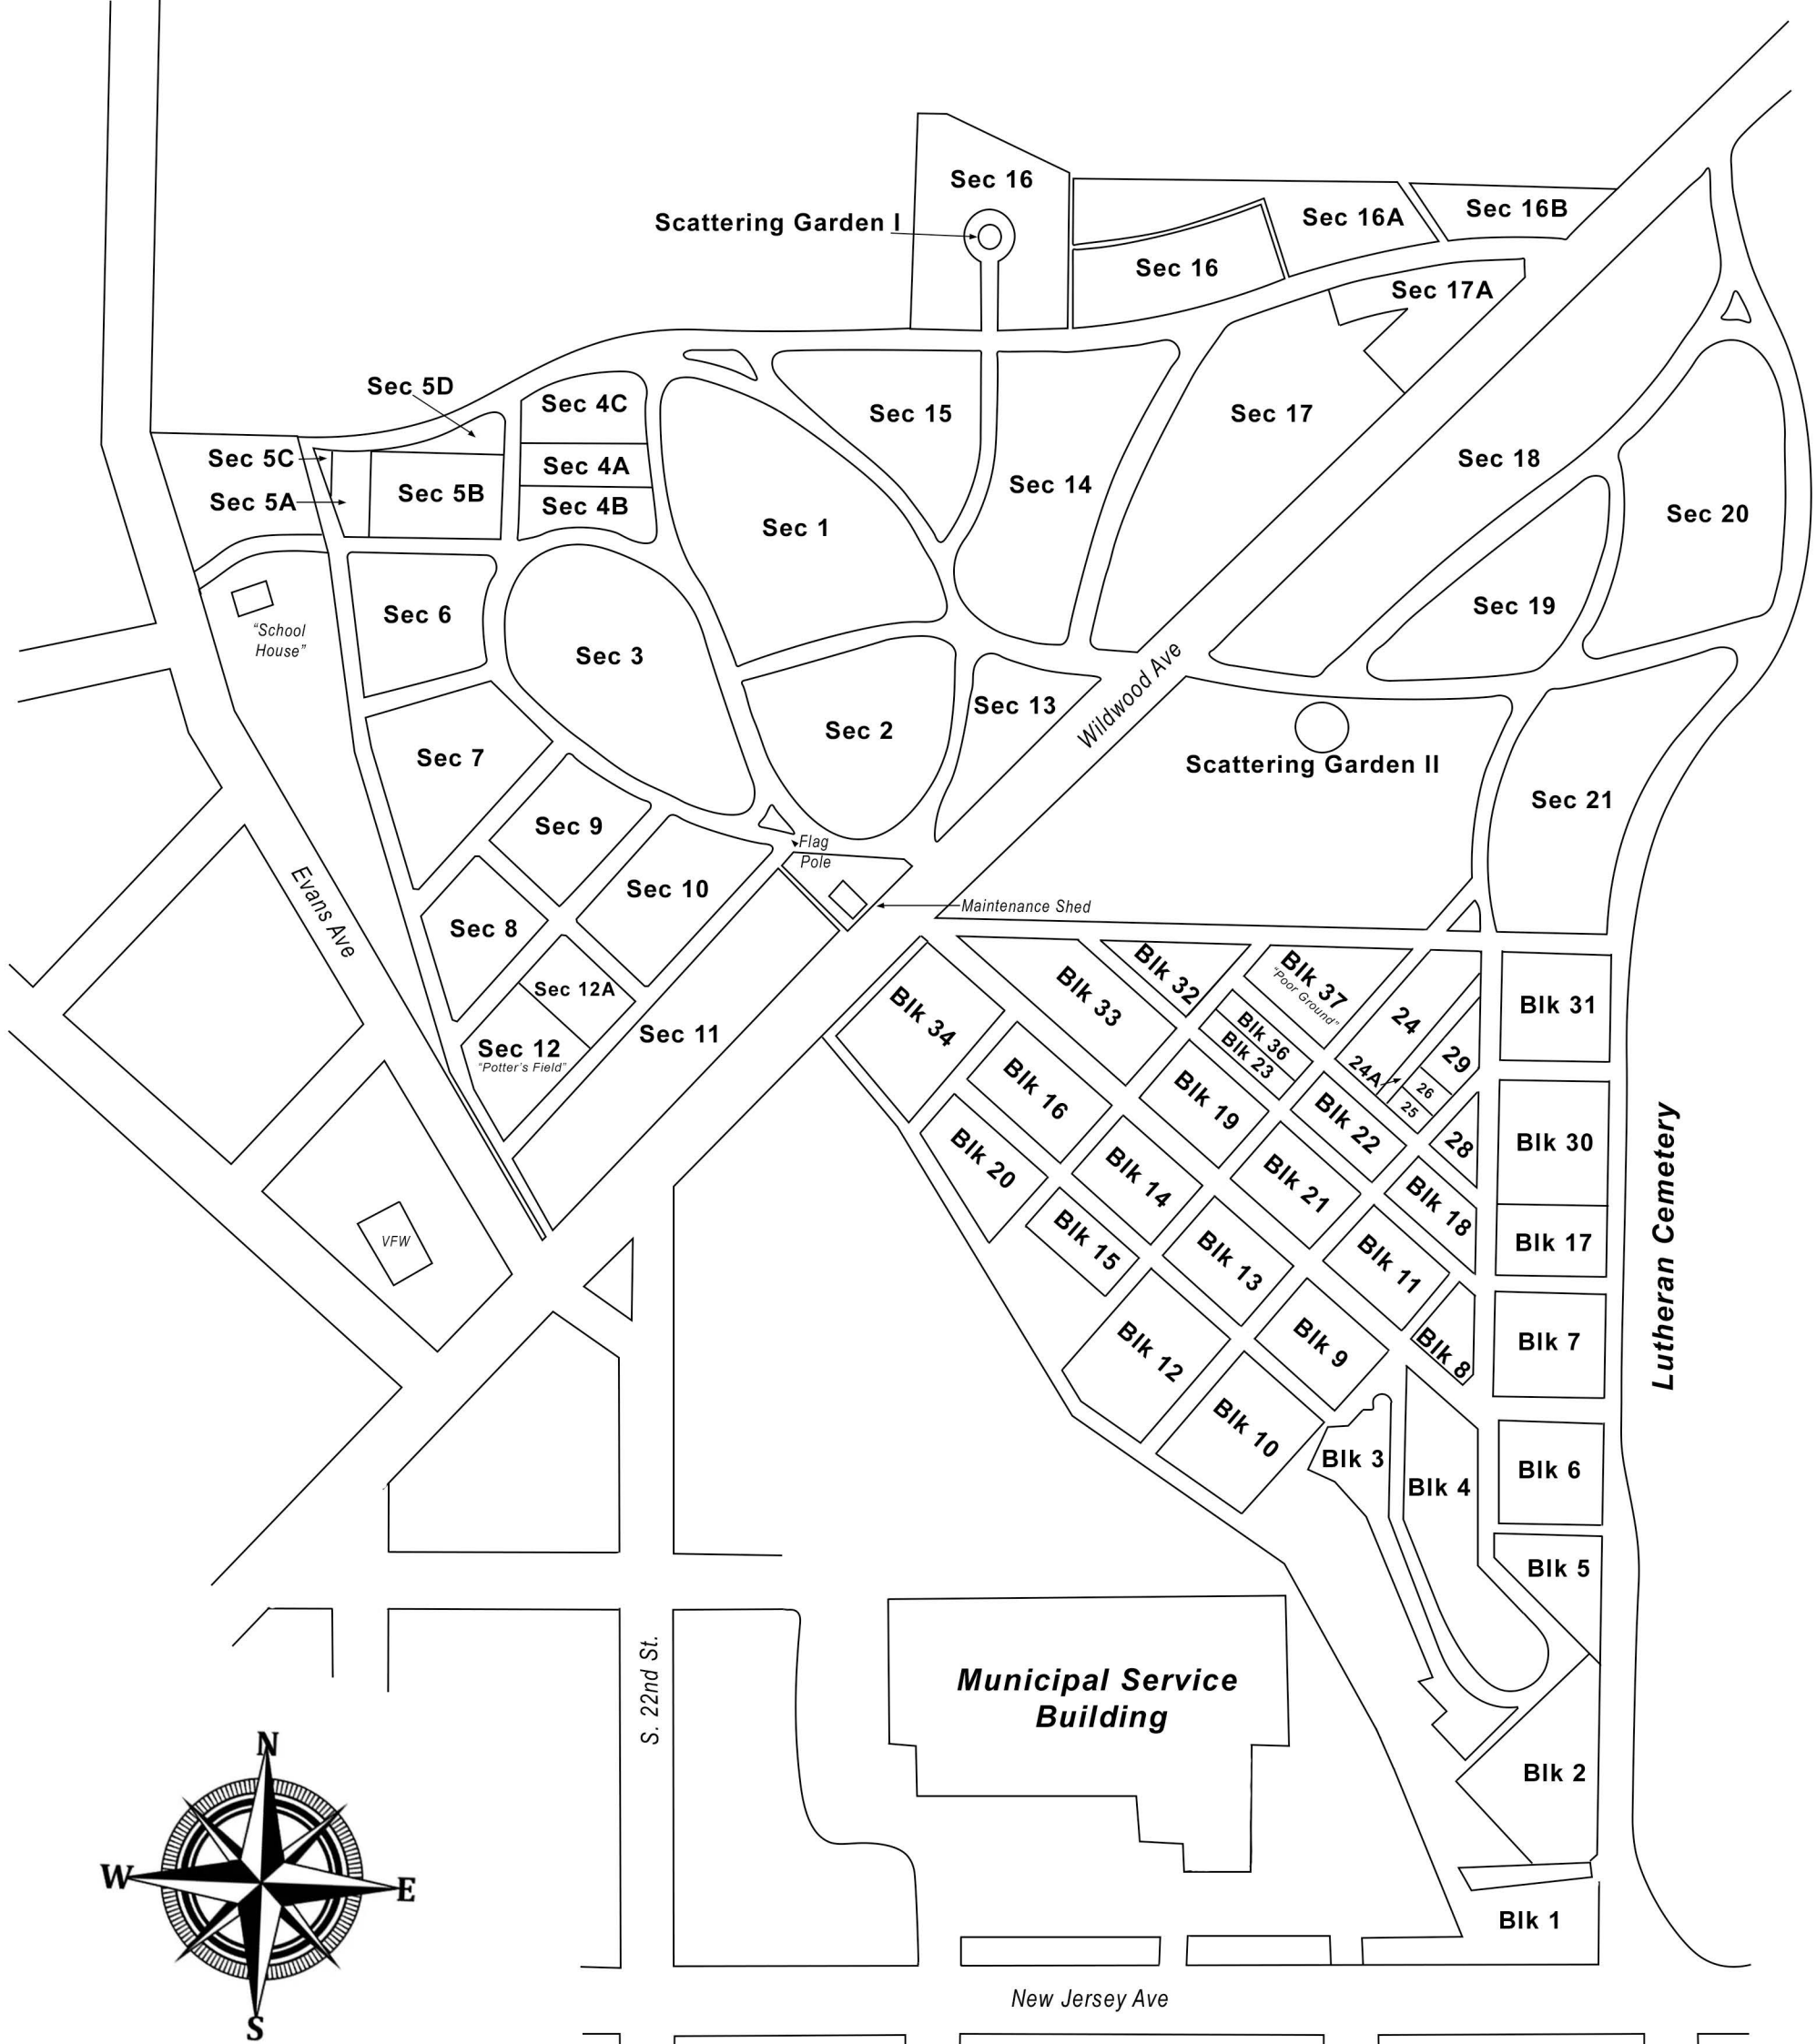 Sec 16
Scattering Garden I
Sec 16A
Sec 16B
Sec 16
Sec 17A
Sec 5D
Sec 4C
Sec 15
Sec 17
Sec 5C
Sec 4A
Sec 18
Sec 5A
Sec 5B
Sec 4B
Sec 14
Sec 1
Sec 20
"School
House"
Sec 6
Sec 3
Sec 19
Sec 2
Sec 13
Wildwood Ave
Sec 7
Scattering Garden II
Sec 21
Sec 9
Flag
Pole
Sec 10
Maintenance Shed
Evans Ave
Sec 8
Sec 12A
Sec 11
Sec 12
"Potter's Field"
Blk 34
Blk 33
Blk 32
Blk 37
"Poor Ground"
24
Blk 31
Blk 36
Blk 23
24A
29
26
25
Blk 16
Blk 19
Blk 22
28
Blk 30
Blk 20
Blk 14
Blk 21
Blk 18
Blk 17
Lutheran Cemetery
VFW
Blk 15
Blk 13
Blk 11
Blk 7
Blk 12
Blk 9
Blk 8
Blk 10
Blk 3
Blk 4
Blk 6
Blk 5
S. 22nd St.
Municipal Service
Building
Blk 2
Blk 1
New Jersey Ave
N
W
E
S